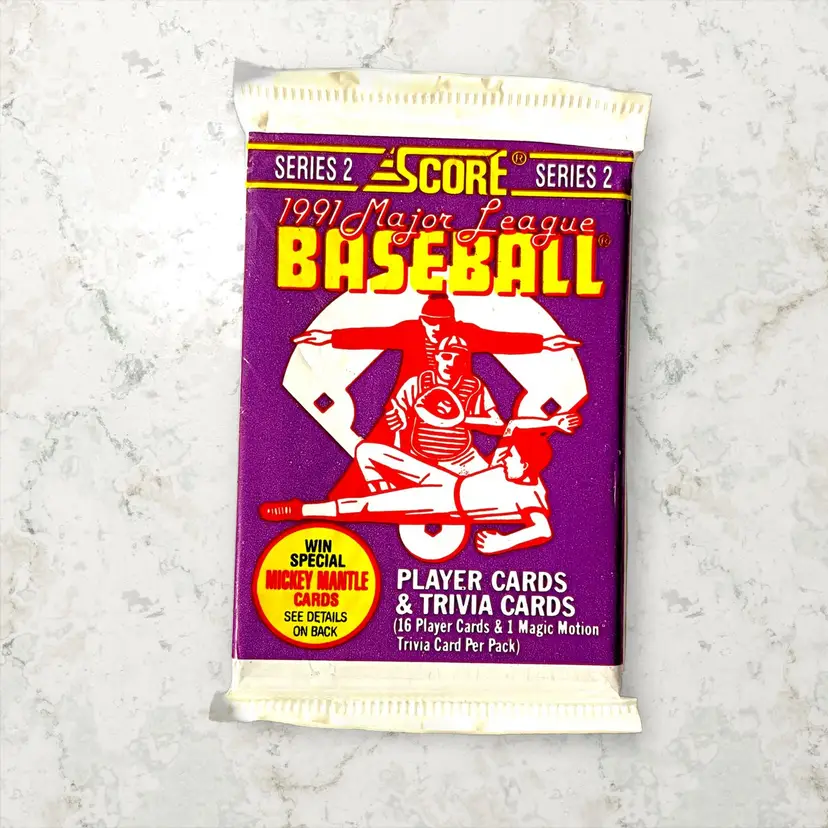 SERIES 2 SCORE® SERIES 2
1991 Major League
BASEBALL®
WIN
SPECIAL
MICKEY MANTLE
CARDS
SEE DETAILS
ON BACK
PLAYER CARDS
& TRIVIA CARDS
(16 Player Cards & 1 Magic Motion
Trivia Card Per Pack)